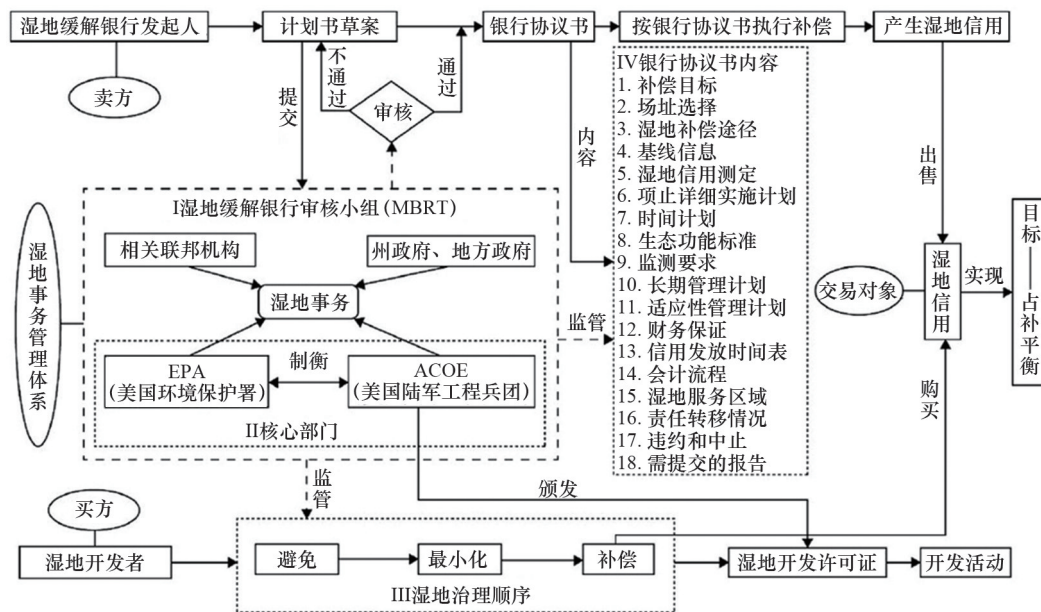 湿地缓解银行发起人
计划书草案
银行协议书
按银行协议书执行补偿
产生湿地信用
卖方
提交
不通过
审核
通过
内容
IV银行协议书内容
1. 补偿目标
2. 场址选择
3. 湿地补偿途径
4. 基线信息
5. 湿地信用测定
6. 项止详细实施计划
7. 时间计划
8. 生态功能标准
9. 监测要求
10. 长期管理计划
11. 适应性管理计划
12. 财务保证
13. 信用发放时间表
14. 会计流程
15. 湿地服务区域
16. 责任转移情况
17. 违约和中止
18. 需提交的报告
出售
湿地事务管理体系
I湿地缓解银行审核小组(MBRT)
相关联邦机构
州政府、地方政府
湿地事务
EPA
(美国环境保护署)
制衡
ACOE
(美国陆军工程兵团)
II核心部门
监管
交易对象
湿地信用
实现
目标——占补平衡
购买
监管
颁发
买方
湿地开发者
避免
最小化
补偿
III湿地治理顺序
湿地开发许可证
开发活动